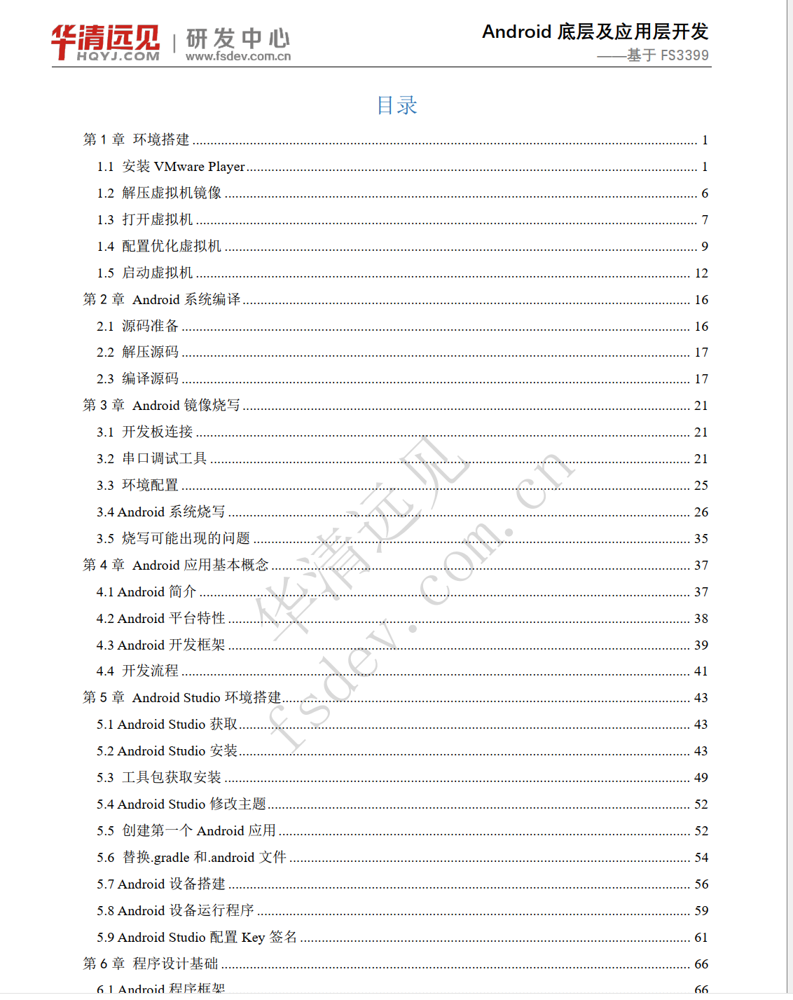 华清远见 研发中心
HQYJ.COM www.fsdev.com.cn
Android 底层及应用层开发
——基于 FS3399
目录
第 1 章 环境搭建 ........ 1
1.1 安装 VMware Player ........ 1
1.2 解压虚拟机镜像 ........ 6
1.3 打开虚拟机 ........ 7
1.4 配置优化虚拟机 ........ 9
1.5 启动虚拟机 ........ 12
第 2 章 Android 系统编译 ........ 16
2.1 源码准备 ........ 16
2.2 解压源码 ........ 17
2.3 编译源码 ........ 17
第 3 章 Android 镜像烧写 ........ 21
3.1 开发板连接 ........ 21
3.2 串口调试工具 ........ 21
3.3 环境配置 ........ 25
3.4 Android 系统烧写 ........ 26
3.5 烧写可能出现的问题 ........ 35
第 4 章 Android 应用基本概念 ........ 37
4.1 Android 简介 ........ 37
4.2 Android 平台特性 ........ 38
4.3 Android 开发框架 ........ 39
4.4 开发流程 ........ 41
第 5 章 Android Studio 环境搭建 ........ 43
5.1 Android Studio 获取 ........ 43
5.2 Android Studio 安装 ........ 43
5.3 工具包获取安装 ........ 49
5.4 Android Studio 修改主题 ........ 52
5.5 创建第一个 Android 应用 ........ 52
5.6 替换.gradle 和.android 文件 ........ 54
5.7 Android 设备搭建 ........ 56
5.8 Android 设备运行程序 ........ 59
5.9 Android Studio 配置 Key 签名 ........ 61
第 6 章 程序设计基础 ........ 66
6.1 Android 程序框架 ........ 66
华清远见
fsdev.com.cn